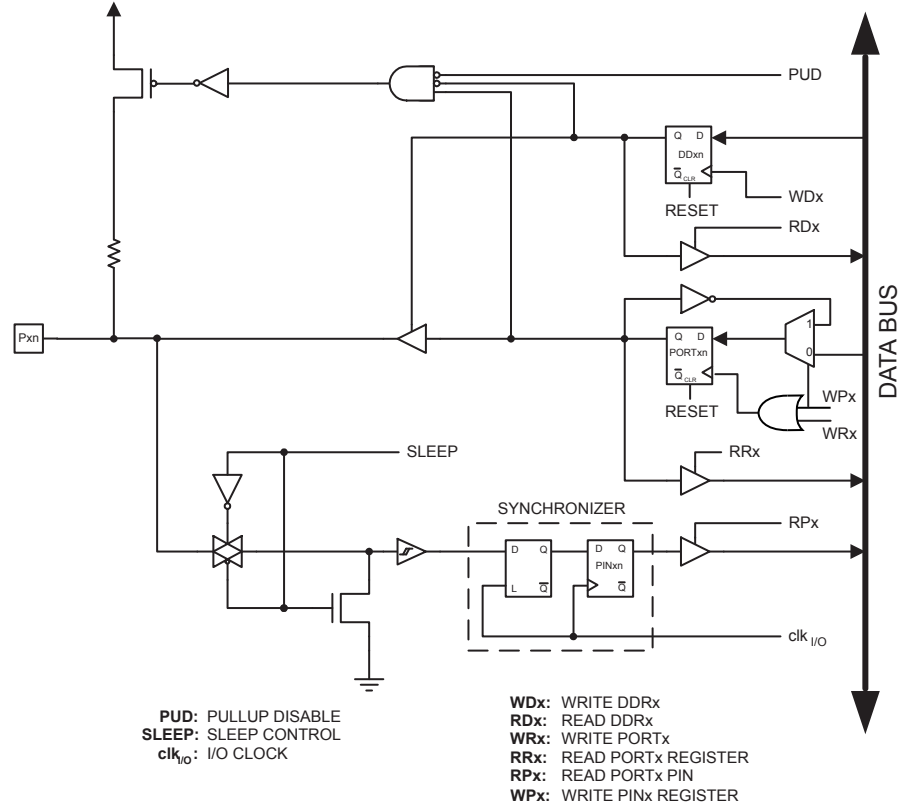 PUD
Q D
DDxn
Q CLR
WDx
RESET
RDx
Pxn
1
Q D
PORTxn
0
Q CLR
WPx
RESET
WRx
SLEEP
RRx
SYNCHRONIZER
RPx
D Q
D Q
PINxn
L Q
Q
clk I/O
DATA BUS
PUD: PULLUP DISABLE
SLEEP: SLEEP CONTROL
clkI/O: I/O CLOCK
WDx: WRITE DDRx
RDx: READ DDRx
WRx: WRITE PORTx
RRx: READ PORTx REGISTER
RPx: READ PORTx PIN
WPx: WRITE PINx REGISTER